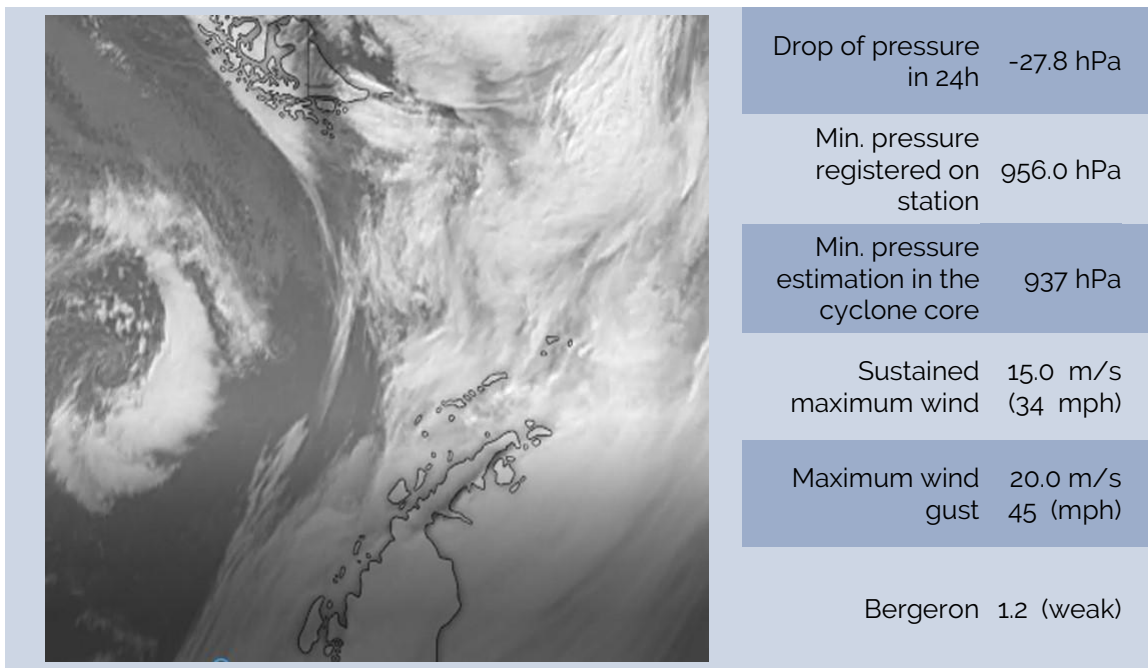 Drop of pressure
in 24h
-27.8 hPa
Min. pressure
registered on
station
956.0 hPa
Min. pressure
estimation in the
cyclone core
937 hPa
Sustained
maximum wind
15.0 m/s
(34 mph)
Maximum wind
gust
20.0 m/s
45 (mph)
Bergeron
1.2 (weak)